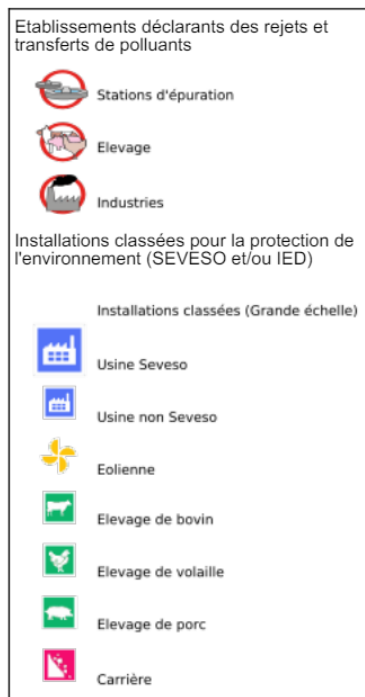 Etablissements déclarants des rejets et
transferts de polluants
Stations d'épuration
Elevage
Industries
Installations classées pour la protection de
l'environnement (SEVESO et/ou IED)
Installations classées (Grande échelle)
Usine Seveso
Usine non Seveso
Eolienne
Elevage de bovin
Elevage de volaille
Elevage de porc
Carrière